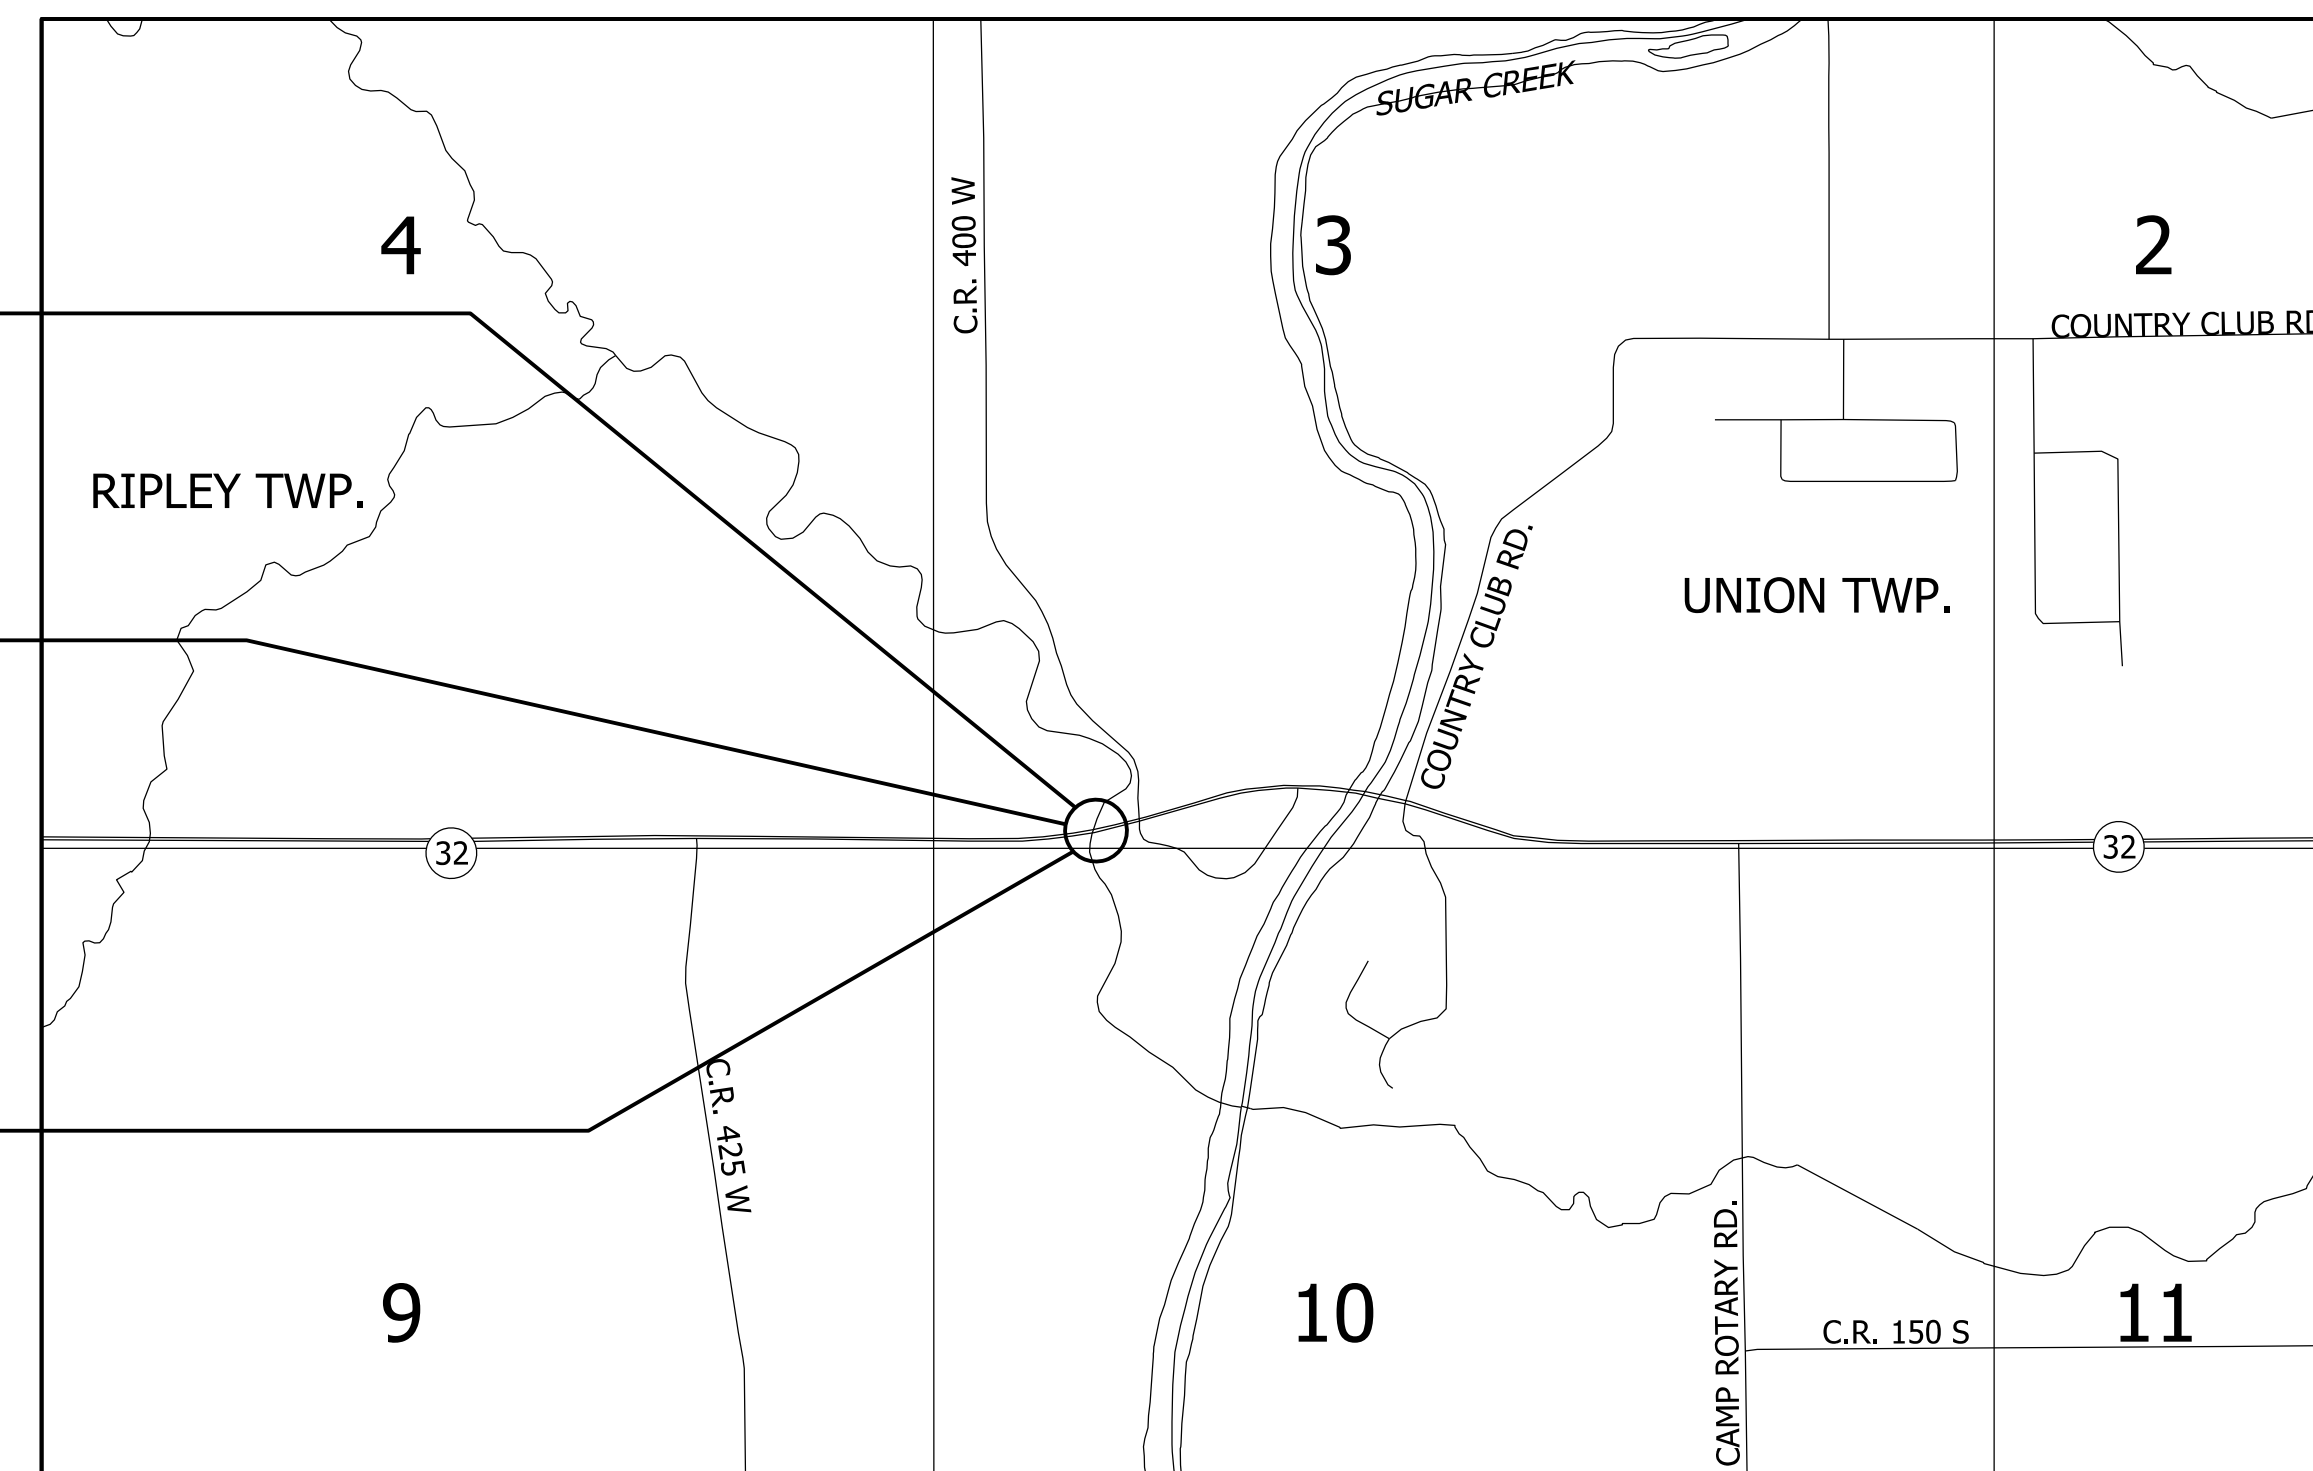 SUGAR CREEK
C.R. 400 W
4
3
2
COUNTRY CLUB RD
RIPLEY TWP.
UNION TWP.
COUNTRY CLUB RD.
32
32
C.R. 425 W
CAMP ROTARY RD.
9
10
11
C.R. 150 S